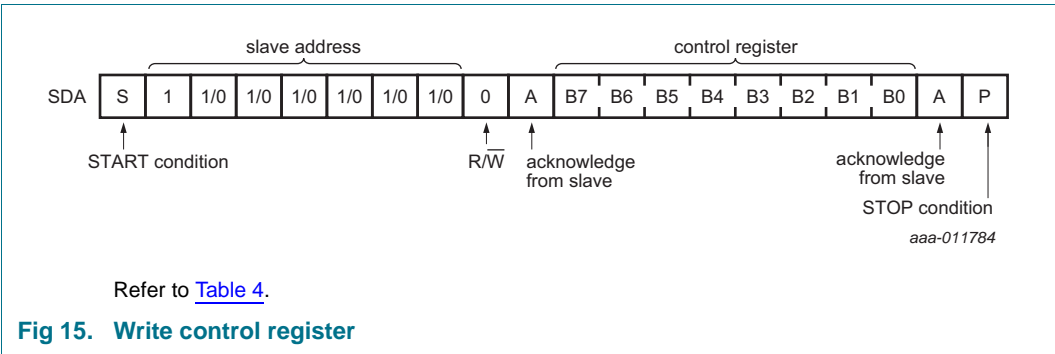 slave address control register
SDA S 1 1/0 1/0 1/0 1/0 1/0 1/0 0 A B7 B6 B5 B4 B3 B2 B1 B0 A P
START condition R/W̅ acknowledge from slave acknowledge from slave
STOP condition
aaa-011784
Refer to Table 4.
Fig 15. Write control register